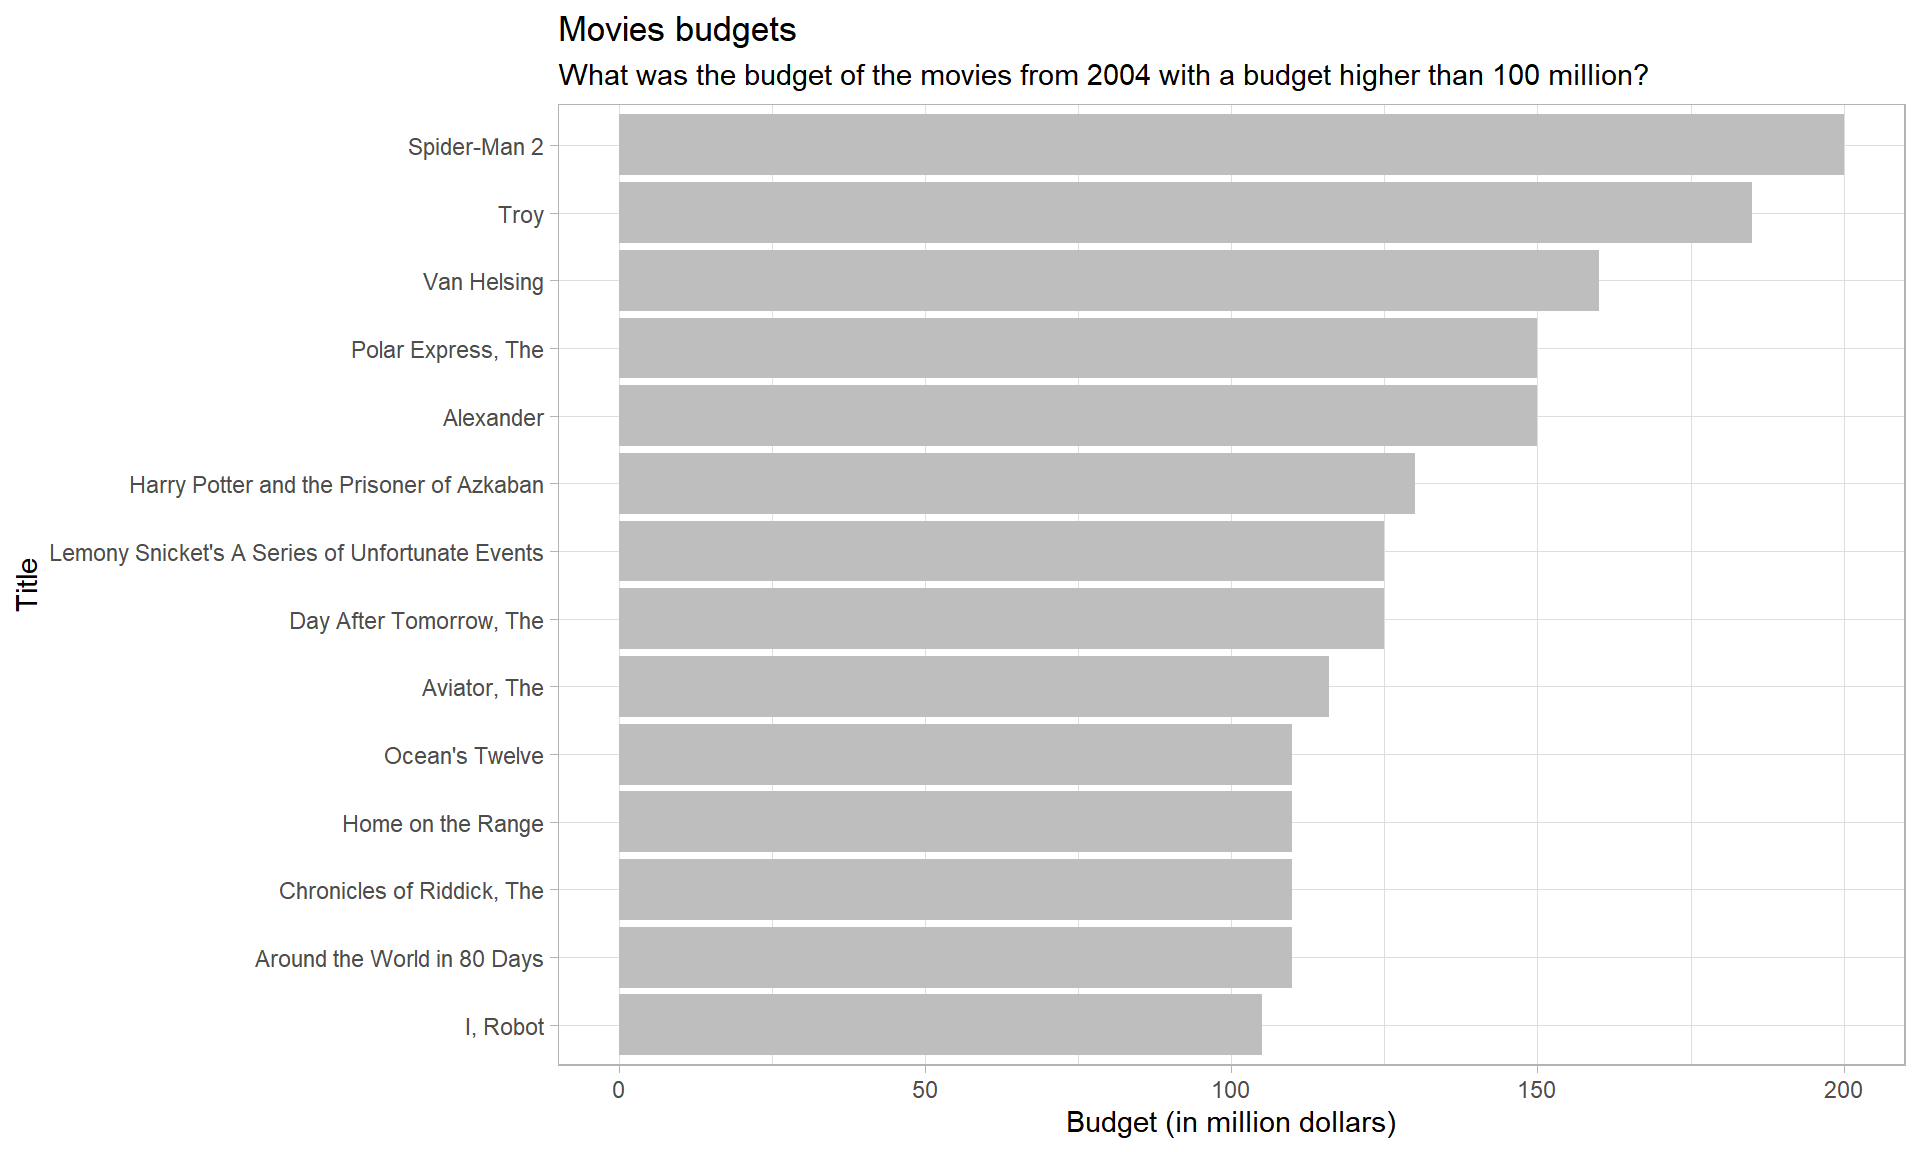 Movies budgets
What was the budget of the movies from 2004 with a budget higher than 100 million?
Title
Spider-Man 2
Troy
Van Helsing
Polar Express, The
Alexander
Harry Potter and the Prisoner of Azkaban
Lemony Snicket's A Series of Unfortunate Events
Day After Tomorrow, The
Aviator, The
Ocean's Twelve
Home on the Range
Chronicles of Riddick, The
Around the World in 80 Days
I, Robot
0 50 100 150 200
Budget (in million dollars)